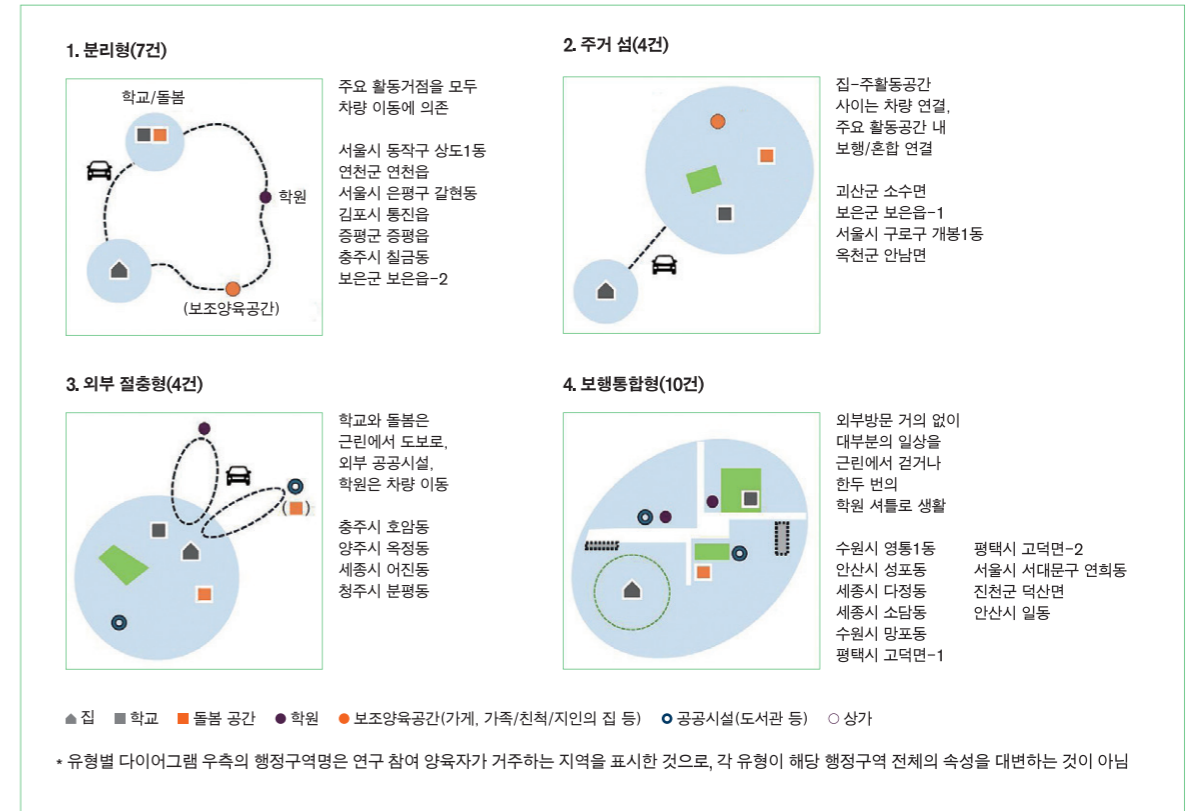 1. 분리형(7건)
학교/돌봄
학원
(보조양육공간)
주요 활동거점을 모두
차량 이동에 의존
서울시 동작구 상도1동
연천군 연천읍
서울시 은평구 갈현동
김포시 통진읍
증평군 증평읍
충주시 칠금동
보은군 보은읍-2
2. 주거 섬(4건)
집-주활동공간
사이는 차량 연결,
주요 활동공간 내
보행/혼합 연결
괴산군 소수면
보은군 보은읍-1
서울시 구로구 개봉1동
옥천군 안남면
3. 외부 절충형(4건)
( )
학교와 돌봄은
근린에서 도보로,
외부 공공시설,
학원은 차량 이동
충주시 호암동
양주시 옥정동
세종시 어진동
청주시 분평동
4. 보행통합형(10건)
외부방문 거의 없이
대부분의 일상을
근린에서 걷거나
한두 번의
학원 셔틀로 생활
수원시 영통1동
안산시 성포동
세종시 다정동
세종시 소담동
수원시 망포동
평택시 고덕면-1
평택시 고덕면-2
서울시 서대문구 연희동
진천군 덕산면
안산시 일동
집 학교 돌봄 공간 학원 보조양육공간(가게, 가족/친척/지인의 집 등) 공공시설(도서관 등) 상가
* 유형별 다이어그램 우측의 행정구역명은 연구 참여 양육자가 거주하는 지역을 표시한 것으로, 각 유형이 해당 행정구역 전체의 속성을 대변하는 것이 아님